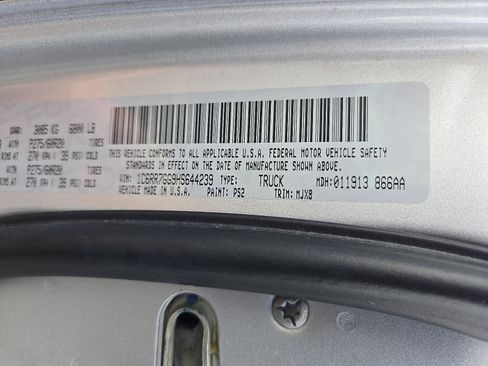 GVWR: 3085 KG 6800 LB
WITH P275/60R20 TIRES
RIMS AT 270 KPA/ 39 PSI COLD
WITH P275/60R20 TIRES
RIMS AT 270 KPA/ 39 PSI COLD
THIS VEHICLE CONFORMS TO ALL APPLICABLE U.S.A. FEDERAL MOTOR VEHICLE SAFETY
STANDARDS IN EFFECT ON THE DATE OF MANUFACTURE SHOWN ABOVE.
VIN: 1C6RR7GG9HS644239 TYPE: TRUCK MDH: 011913 866AA
VEHICLE MADE IN U.S.A. PAINT: PS2 TRIM: MJX8